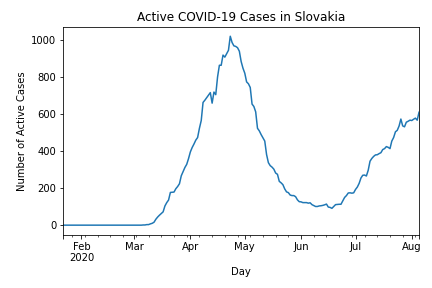 Active COVID-19 Cases in Slovakia
Number of Active Cases
1000
800
600
400
200
0
Feb
2020
Mar
Apr
May
Jun
Jul
Aug
Day